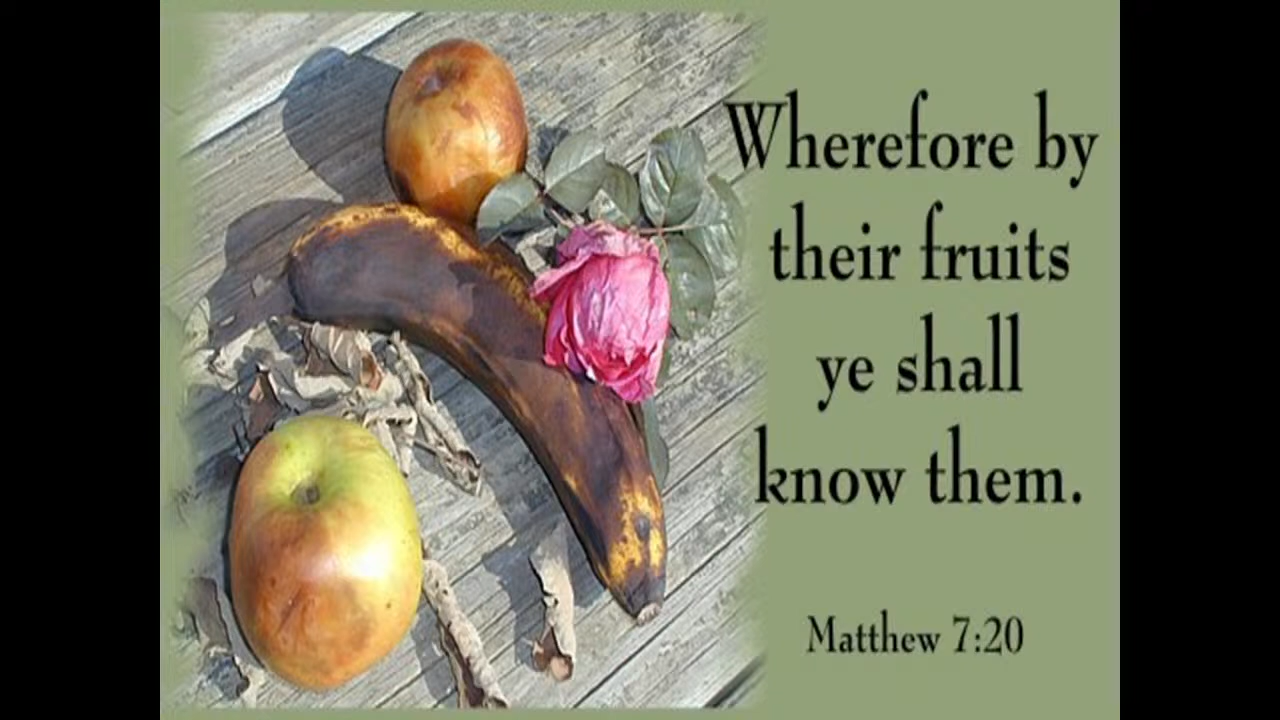 Wherefore by
their fruits
ye shall
know them.
Matthew 7:20